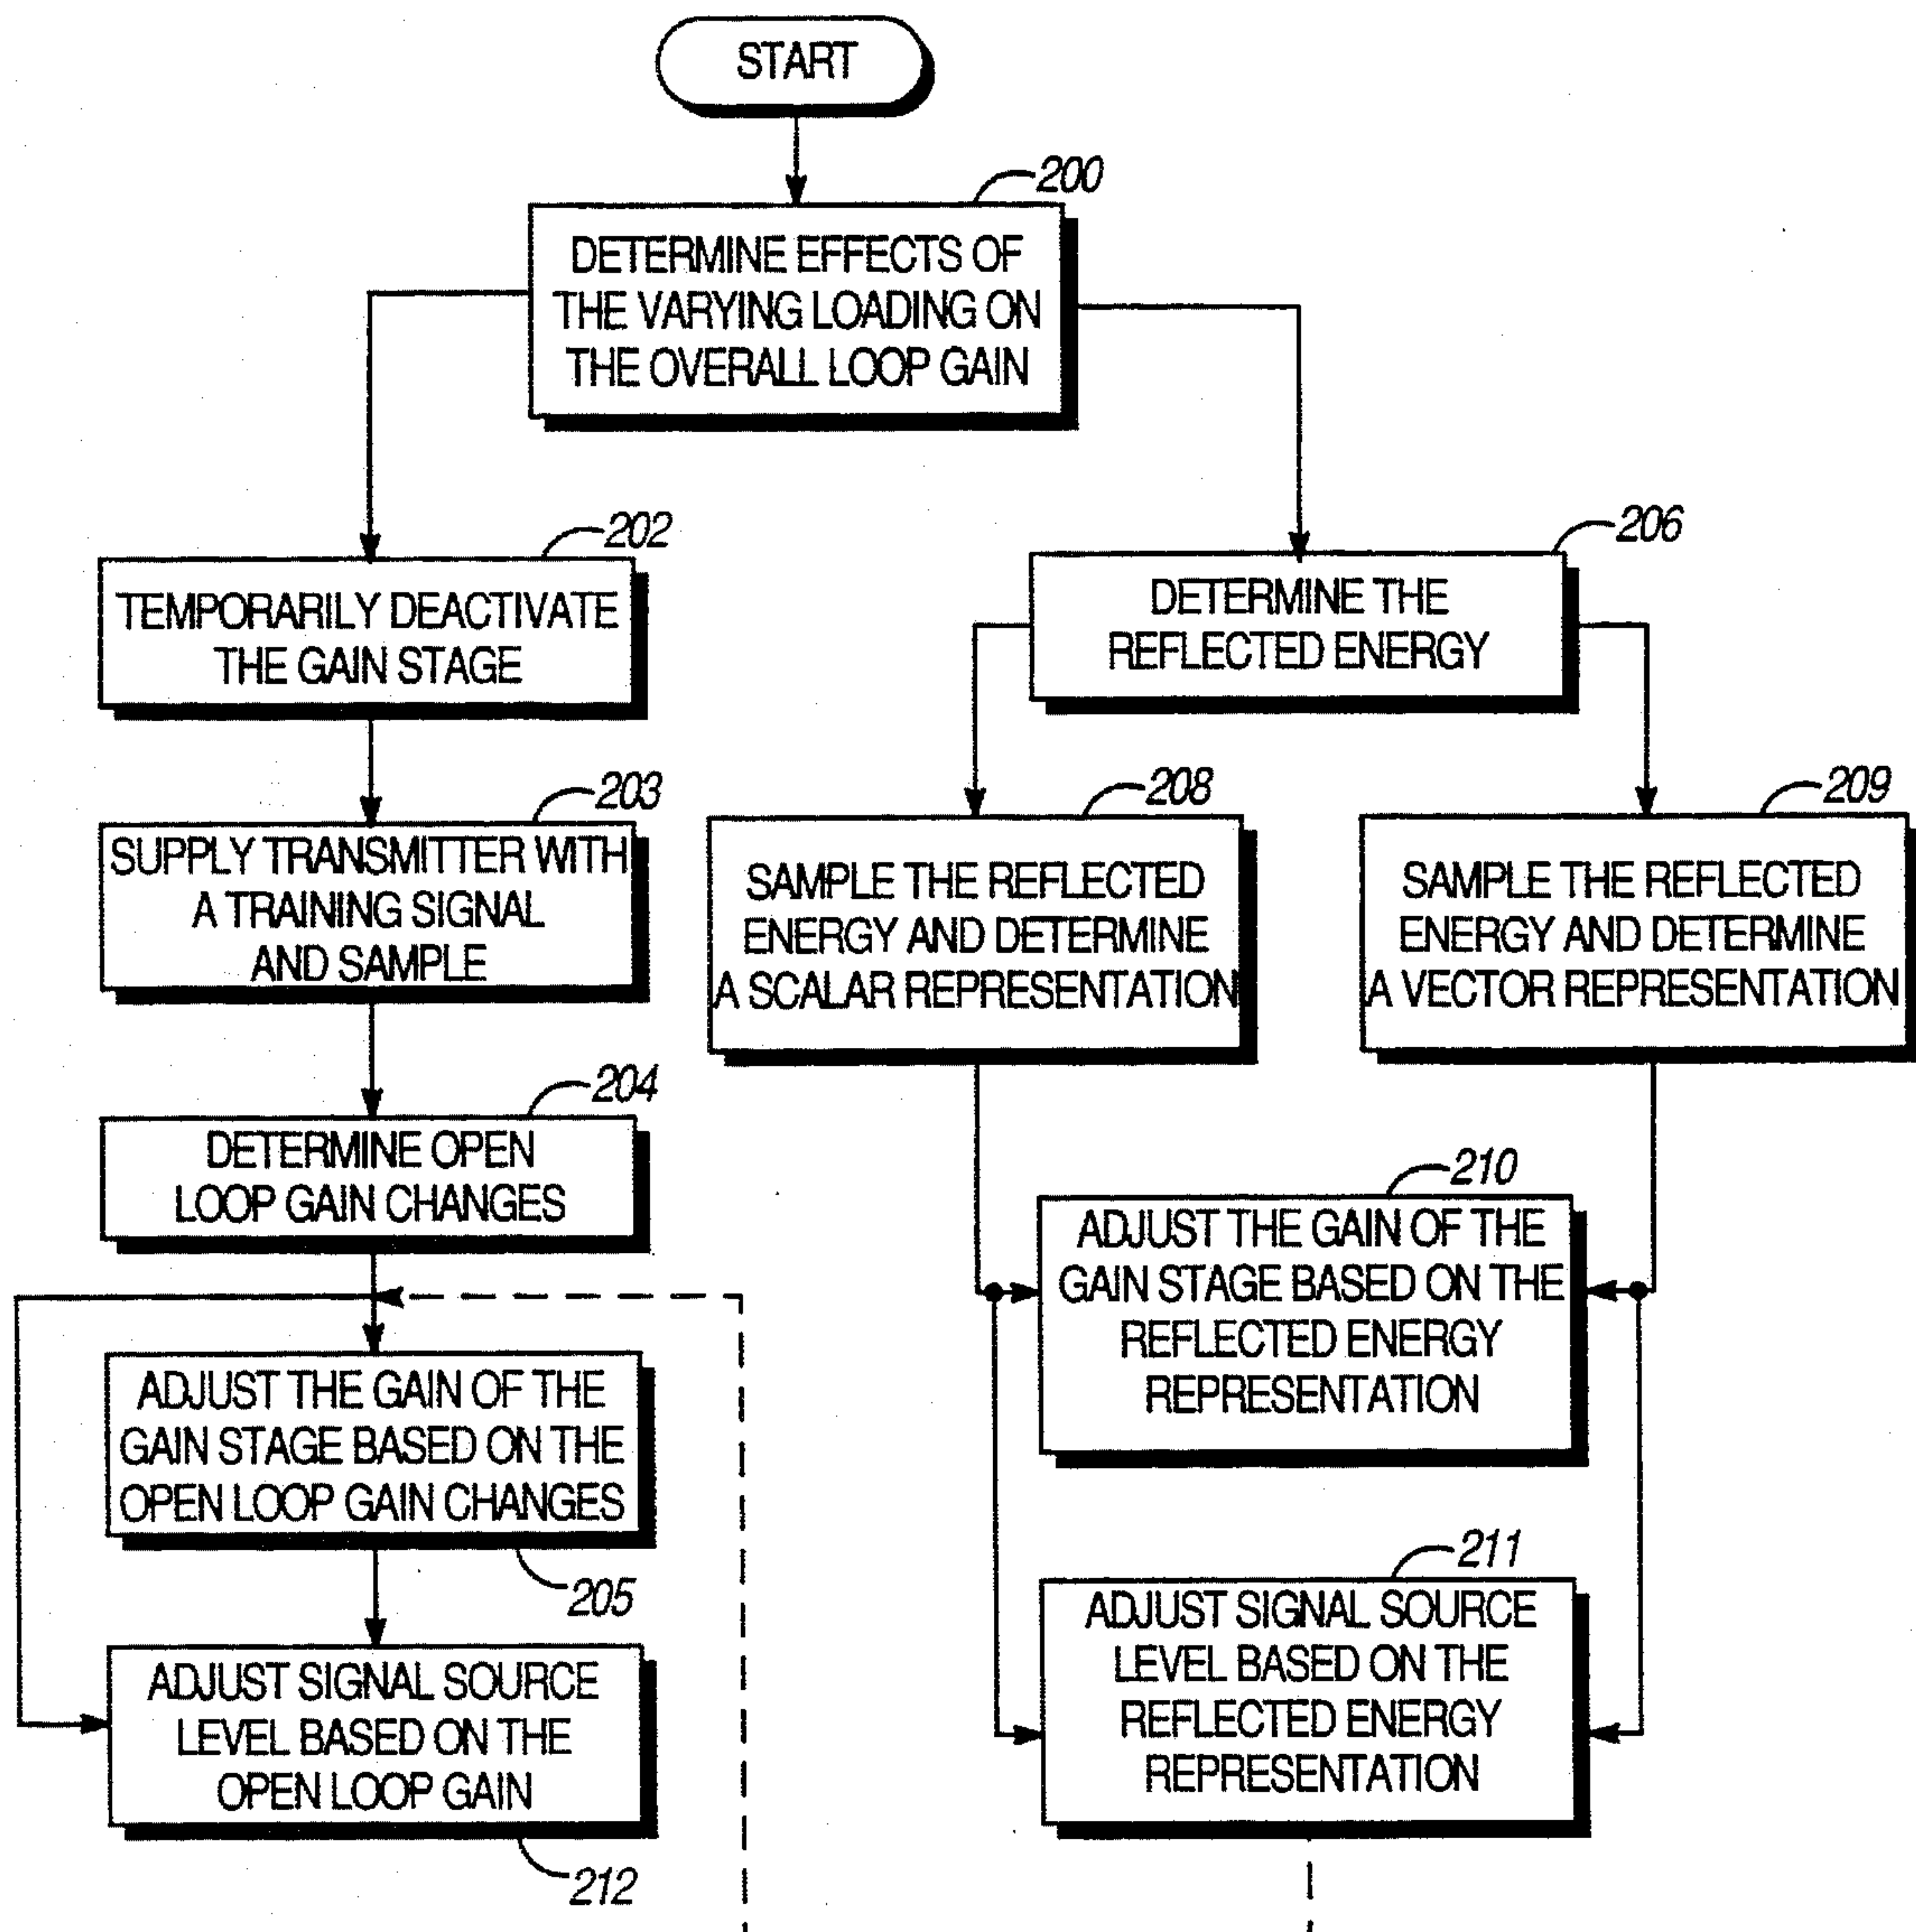 START
200
DETERMINE EFFECTS OF
THE VARYING LOADING ON
THE OVERALL LOOP GAIN
202
TEMPORARILY DEACTIVATE
THE GAIN STAGE
203
SUPPLY TRANSMITTER WITH
A TRAINING SIGNAL
AND SAMPLE
204
DETERMINE OPEN
LOOP GAIN CHANGES
ADJUST THE GAIN OF THE
GAIN STAGE BASED ON THE
OPEN LOOP GAIN CHANGES
205
ADJUST SIGNAL SOURCE
LEVEL BASED ON THE
OPEN LOOP GAIN
212
206
DETERMINE THE
REFLECTED ENERGY
208
SAMPLE THE REFLECTED
ENERGY AND DETERMINE
A SCALAR REPRESENTATION
209
SAMPLE THE REFLECTED
ENERGY AND DETERMINE
A VECTOR REPRESENTATION
210
ADJUST THE GAIN OF THE
GAIN STAGE BASED ON THE
REFLECTED ENERGY
REPRESENTATION
211
ADJUST SIGNAL SOURCE
LEVEL BASED ON THE
REFLECTED ENERGY
REPRESENTATION